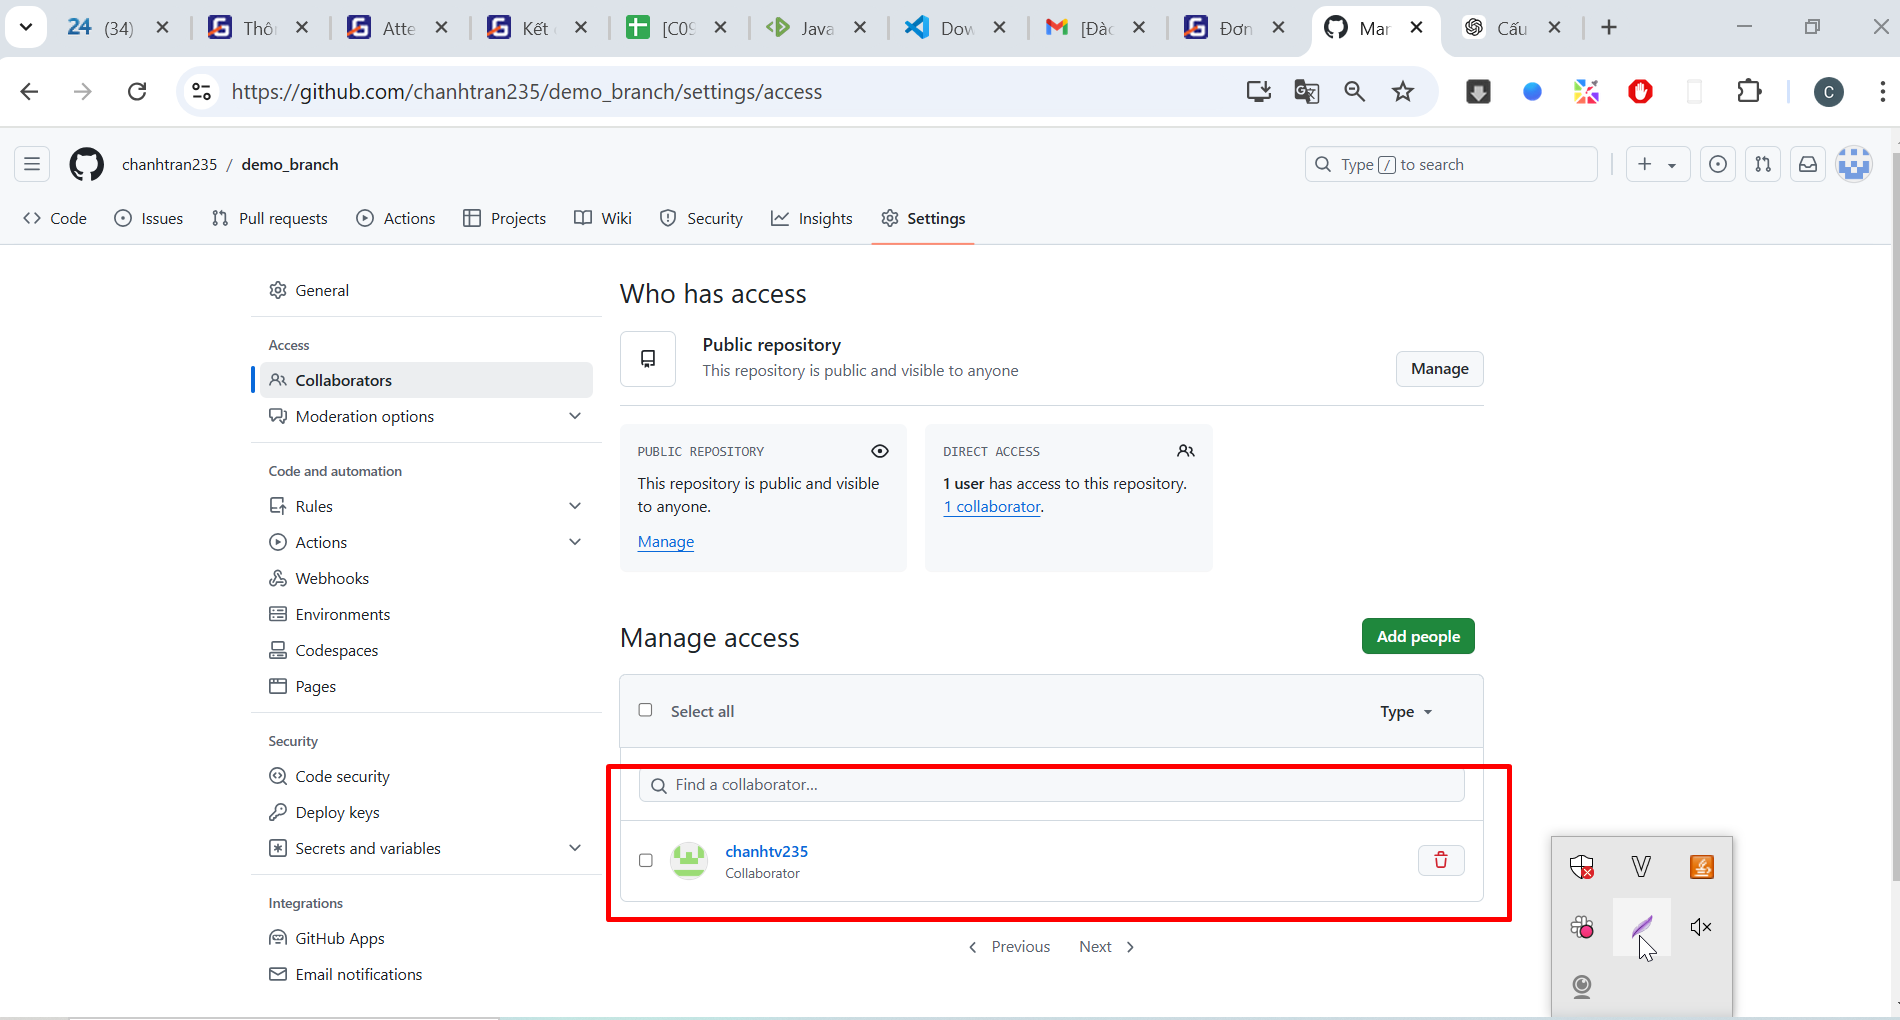 24 (34)
Thô
Atte
Kết
[C09
Java
Dow
[Đàc
Đơn
Mar
Cấu
https://github.com/chanhtran235/demo_branch/settings/access
C
chanhtran235 / demo_branch
Type / to search
Code
Issues
Pull requests
Actions
Projects
Wiki
Security
Insights
Settings
General
Access
Collaborators
Moderation options
Code and automation
Rules
Actions
Webhooks
Environments
Codespaces
Pages
Security
Code security
Deploy keys
Secrets and variables
Integrations
GitHub Apps
Email notifications
Who has access
Public repository
This repository is public and visible to anyone
Manage
PUBLIC REPOSITORY
This repository is public and visible
to anyone.
Manage
DIRECT ACCESS
1 user has access to this repository.
1 collaborator.
Manage access
Add people
Select all
Type
Find a collaborator...
chanhtv235
Collaborator
Previous
Next